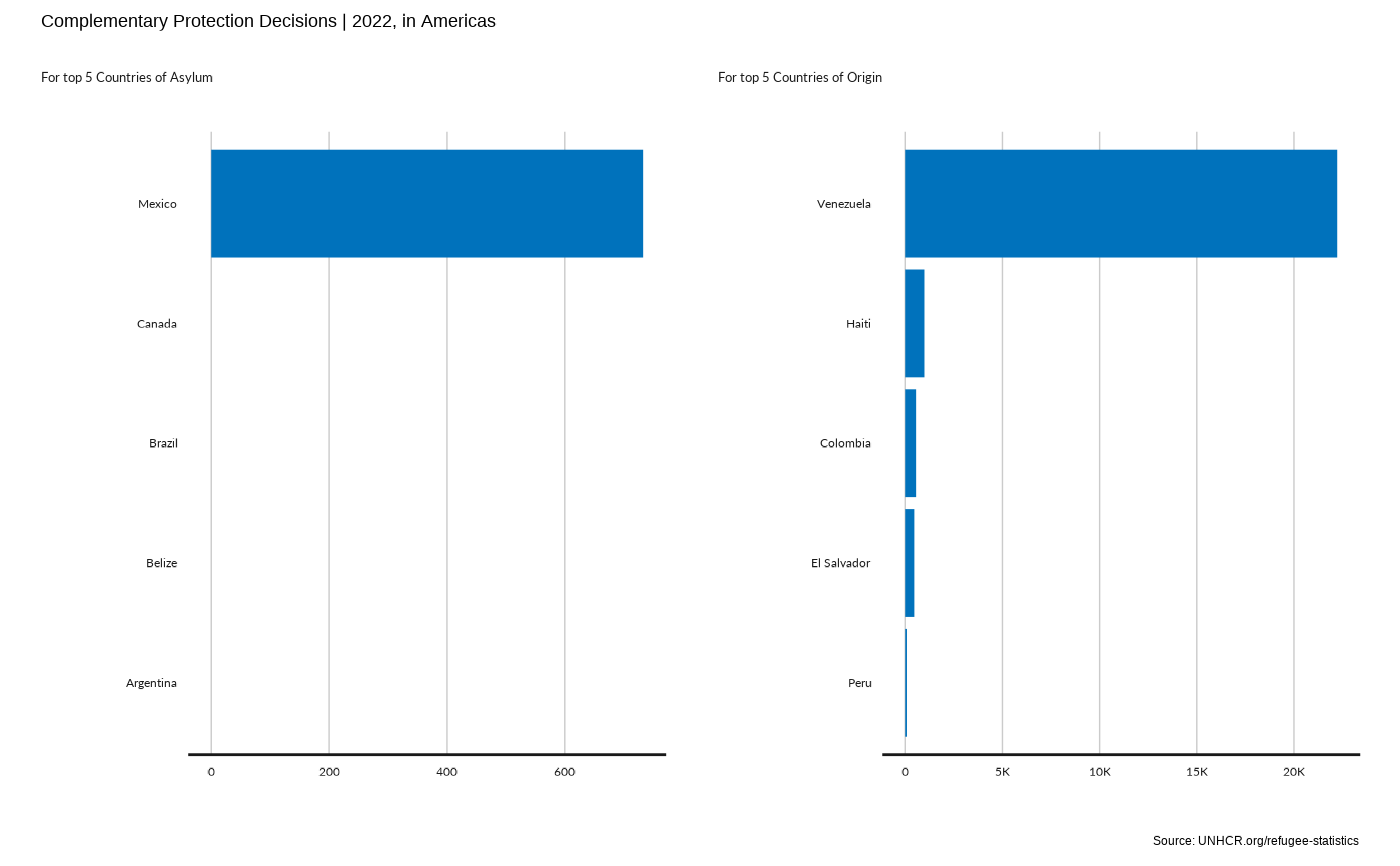 Complementary Protection Decisions | 2022, in Americas
For top 5 Countries of Asylum
Mexico
Canada
Brazil
Belize
Argentina
0 200 400 600
For top 5 Countries of Origin
Venezuela
Haiti
Colombia
El Salvador
Peru
0 5K 10K 15K 20K
Source: UNHCR.org/refugee-statistics